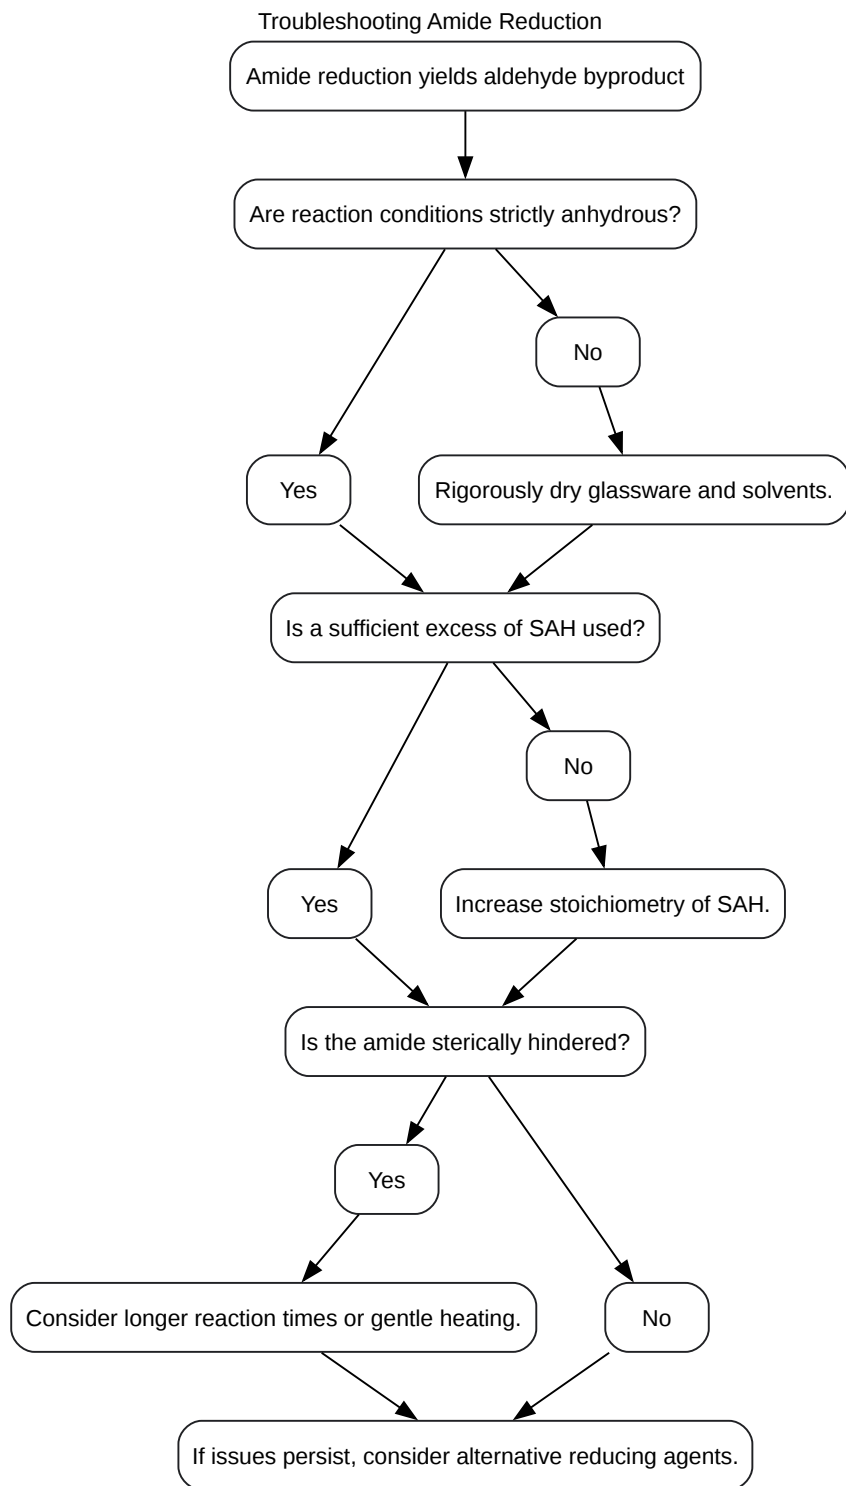 Troubleshooting Amide Reduction
Amide reduction yields aldehyde byproduct
Are reaction conditions strictly anhydrous?
No
Yes
Rigorously dry glassware and solvents.
Is a sufficient excess of SAH used?
No
Yes
Increase stoichiometry of SAH.
Is the amide sterically hindered?
Yes
Consider longer reaction times or gentle heating.
No
If issues persist, consider alternative reducing agents.